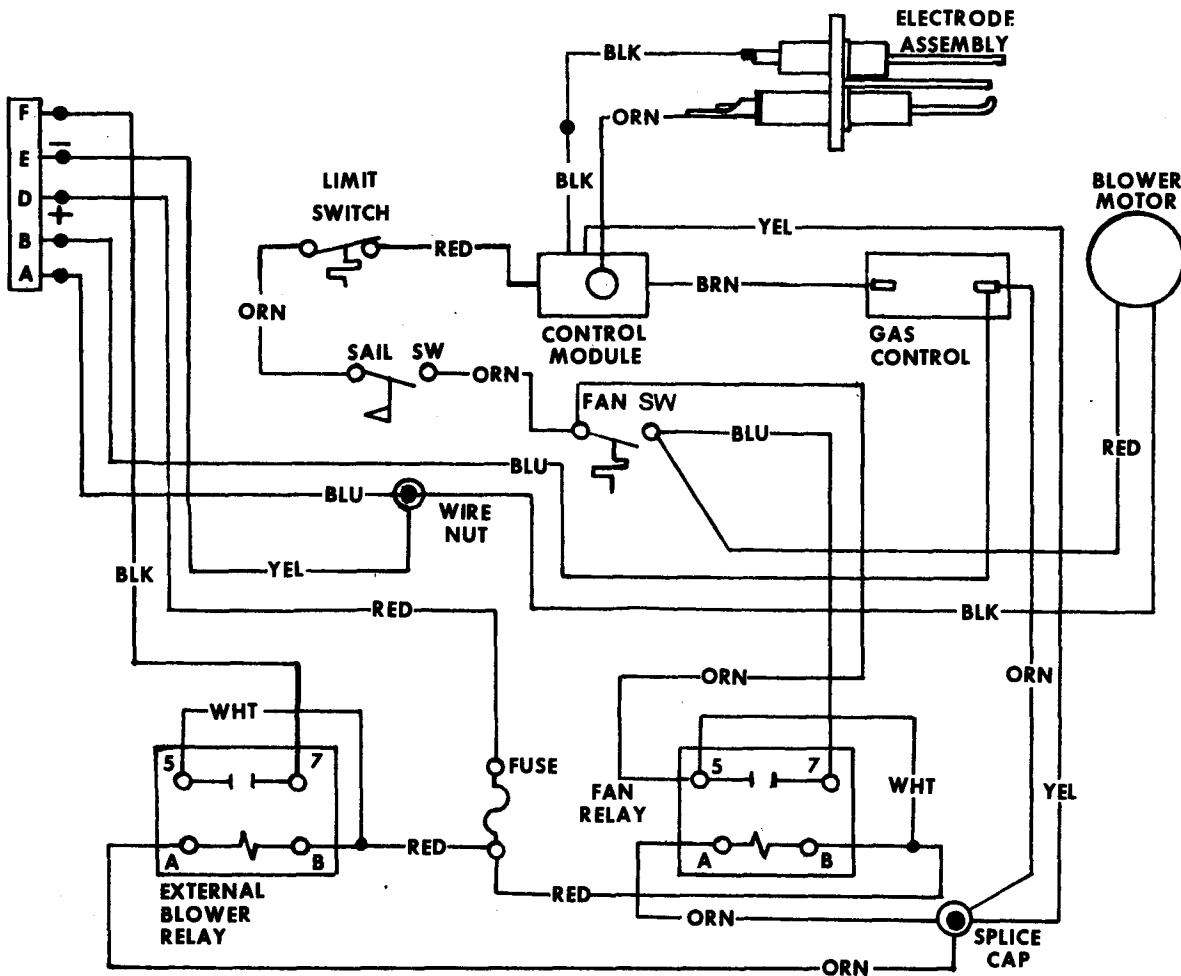 ELECTRODE
ASSEMBLY
BLK
ORN
F
E
−
D
+
B
A
LIMIT
SWITCH
BLK
BLOWER
MOTOR
YEL
RED
BRN
ORN
CONTROL
MODULE
GAS
CONTROL
SAIL SW
ORN
FAN SW
BLU
RED
BLU
BLU
WIRE
NUT
BLK
YEL
RED
BLK
ORN
ORN
WHT
5 7
FUSE
5 7
FAN
RELAY
WHT
YEL
A B
RED
A B
EXTERNAL
BLOWER
RELAY
RED
ORN
SPLICE
CAP
ORN